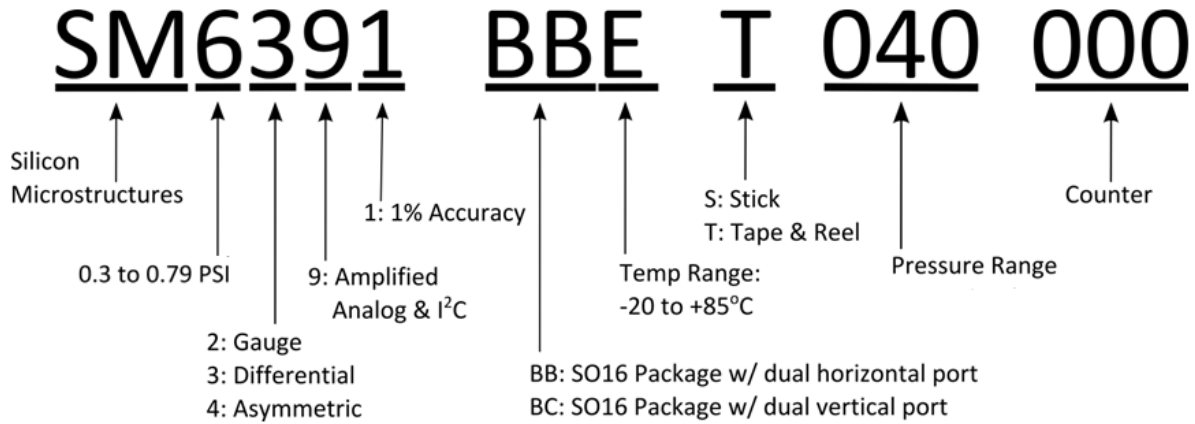 SM6391 BBE T 040 000
Silicon
Microstructures
1: 1% Accuracy
S: Stick
T: Tape & Reel
Counter
0.3 to 0.79 PSI
9: Amplified
Analog & I²C
Temp Range:
-20 to +85°C
Pressure Range
2: Gauge
3: Differential
4: Asymmetric
BB: SO16 Package w/ dual horizontal port
BC: SO16 Package w/ dual vertical port